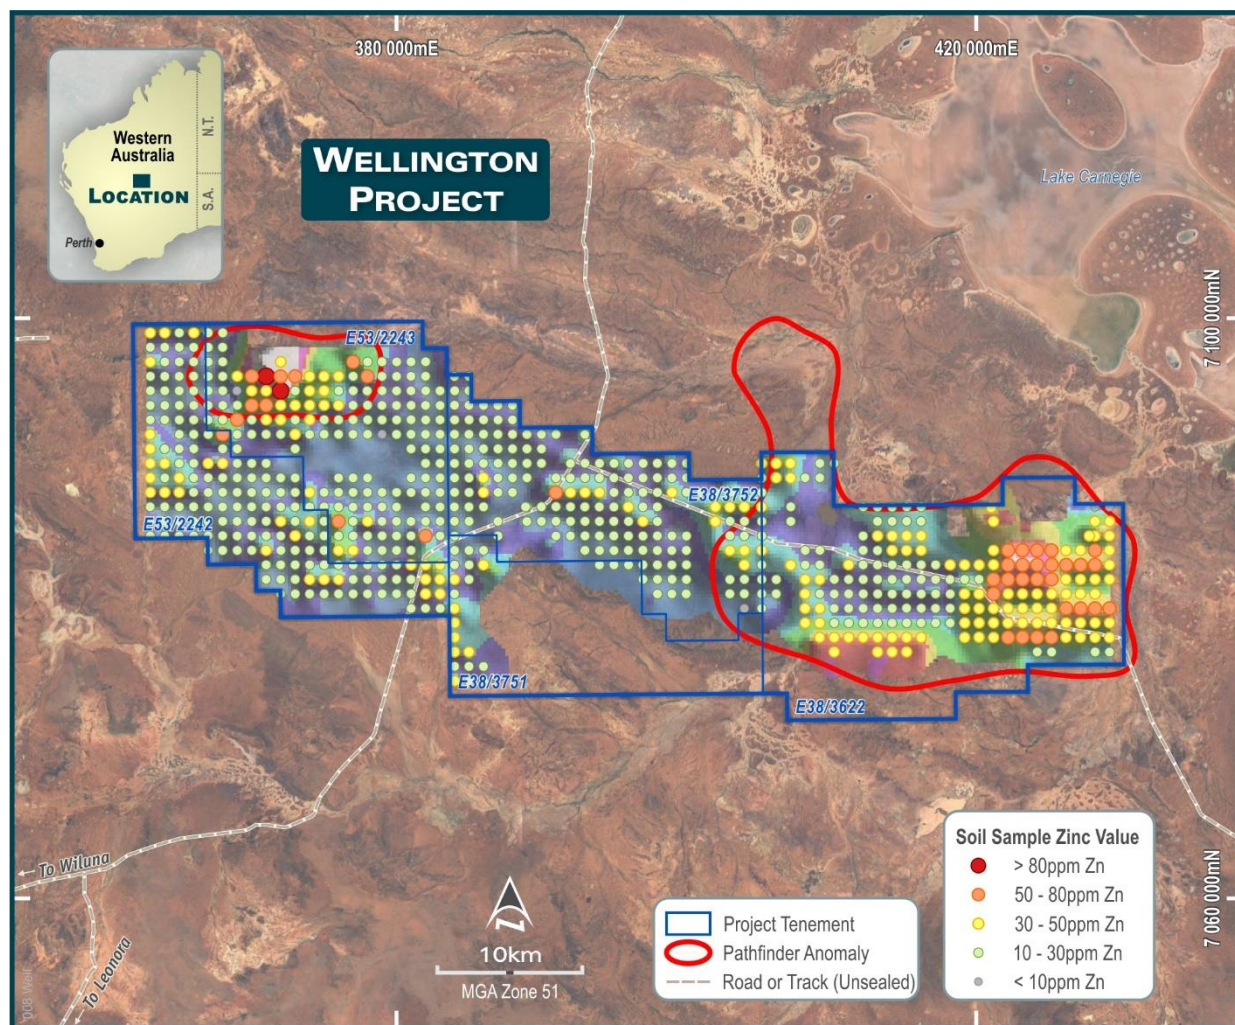 380 000mE
420 000mE
Western
Australia
LOCATION
N.T.
S.A.
Perth
WELLINGTON
PROJECT
Lake Carnegie
7 100 000mN
E53/2243
E53/2242
E38/3752
E38/3751
E38/3622
To Wiluna
To Leonora
N
10km
MGA Zone 51
Project Tenement
Pathfinder Anomaly
Road or Track (Unsealed)
Soil Sample Zinc Value
> 80ppm Zn
50 - 80ppm Zn
30 - 50ppm Zn
10 - 30ppm Zn
< 10ppm Zn
7 060 000mN